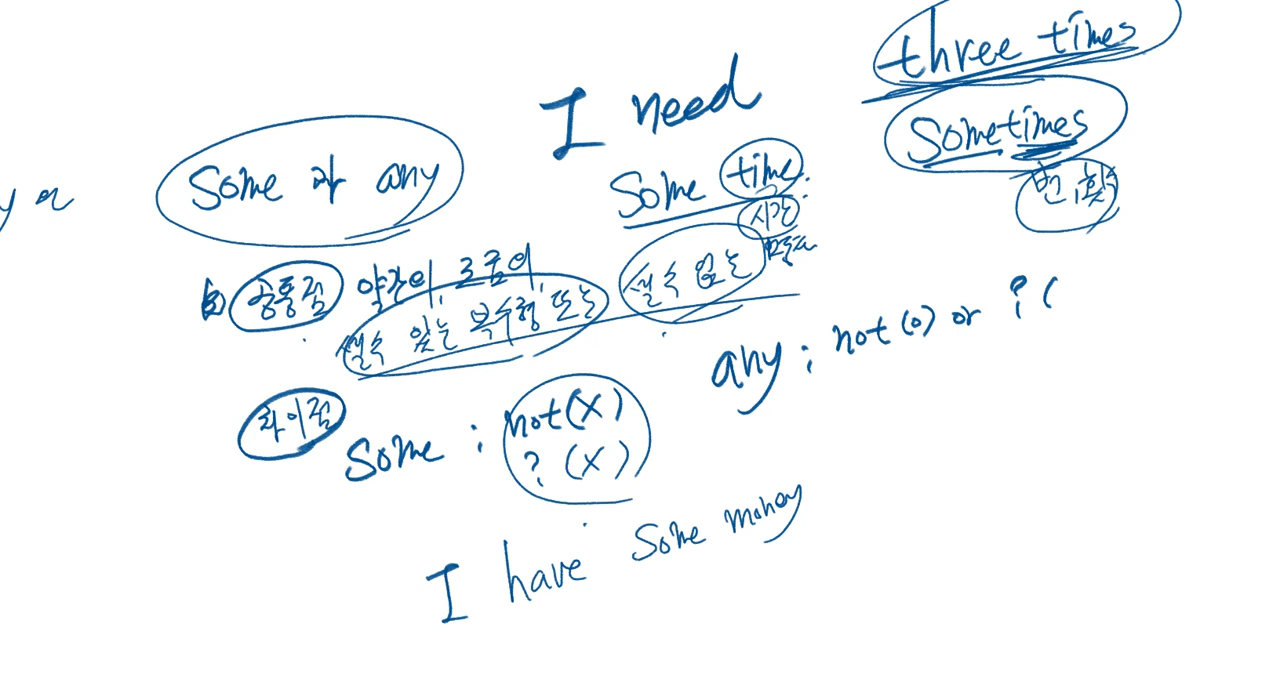 three times
I need
Sometimes
some time.
시간
번, 횟수
some 과 any
공통점 약간의, 조금의,
셀수 있는 복수형 또는 셀수 없는 모두
any : not (o) or ? (
차이점
some : not (X)
? (X)
I have some money